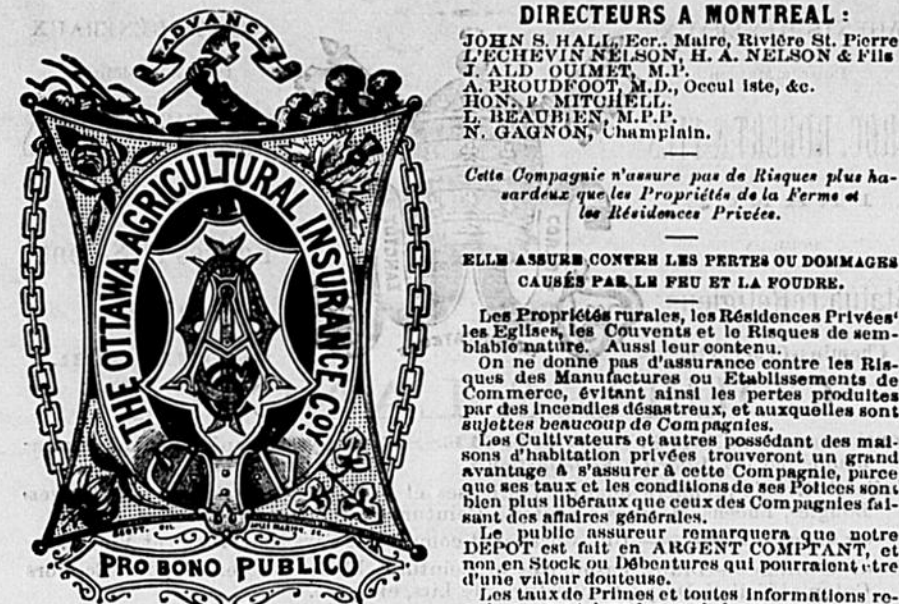 ADVANCE
THE OTTAWA AGRICULTURAL INSURANCE COY.
PRO BONO PUBLICO
DIRECTEURS A MONTREAL :
JOHN S. HALL, Ecr., Maire, Rivière St. Pierre
L'ECHEVIN NELSON, H. A. NELSON & Fils
J. ALD OUIMET, M.P.
A. PROUDFOOT, M.D., Occul iste, &c.
HON. P. MITCHELL.
L. BEAUBIEN, M.P.P.
N. GAGNON, Champlain.
Cette Compagnie n'assure pas de Risques plus ha-
sardeux que les Propriétés de la Ferme et
les Résidences Privées.
ELLE ASSURE CONTRE LES PERTES OU DOMMAGES
CAUSÉS PAR LE FEU ET LA FOUDRE.
Les Propriétés rurales, les Résidences Privées'
les Eglises, les Couvents et le Risques de sem-
blable nature. Aussi leur contenu.
On ne donne pas d'assurance contre les Ris-
ques des Manufactures ou Etablissements de
Commerce, évitant ainsi les pertes produites
par des incendies désastreux, et auxquelles sont
sujettes beaucoup de Compagnies.
Les Cultivateurs et autres possédant des mai-
sons d'habitation privées trouveront un grand
avantage à s'assurer à cette Compagnie, parce
que ses taux et les conditions de ses Polices sont
bien plus libéraux que ceux des Compagnies fai-
sant des affaires générales.
Le public assureur remarquera que notre
DEPOT est fait en ARGENT COMPTANT, et
non en Stock ou Débentures qui pourraient être
d'une valeur douteuse.
Les taux de Primes et toutes informations re-